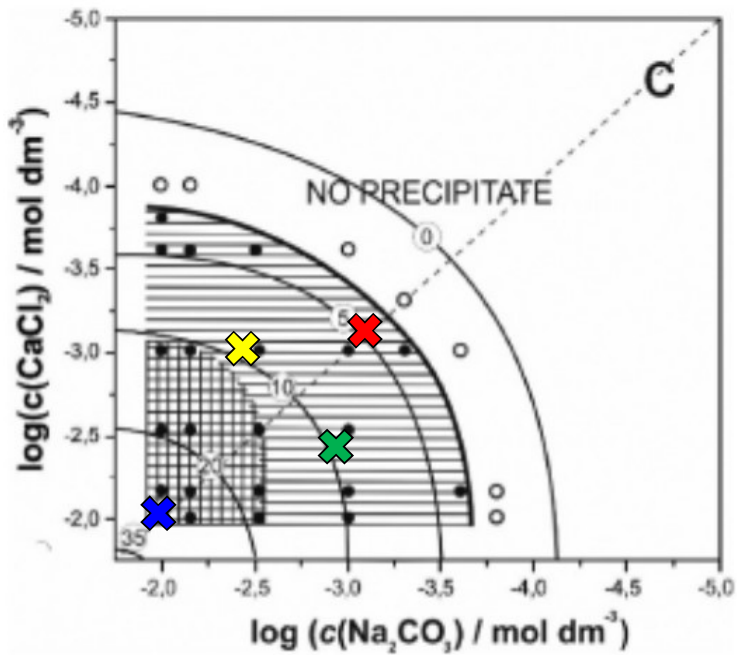 -5,0
-4,5
-4,0
-3,5
-3,0
-2,5
-2,0
log(c(CaCl₂) / mol dm⁻³)
C
NO PRECIPITATE
0
5
10
20
35
-2,0 -2,5 -3,0 -3,5 -4,0 -4,5 -5,0
log (c(Na₂CO₃) / mol dm⁻³)